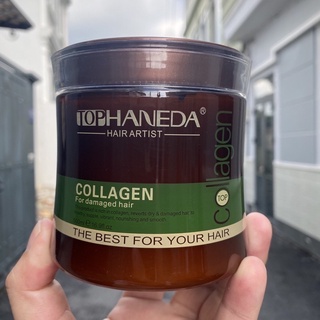 TOPHANEDA®
HAIR ARTIST
COLLAGEN
For damaged hair
THE BEST FOR YOUR HAIR
collagen
TOP